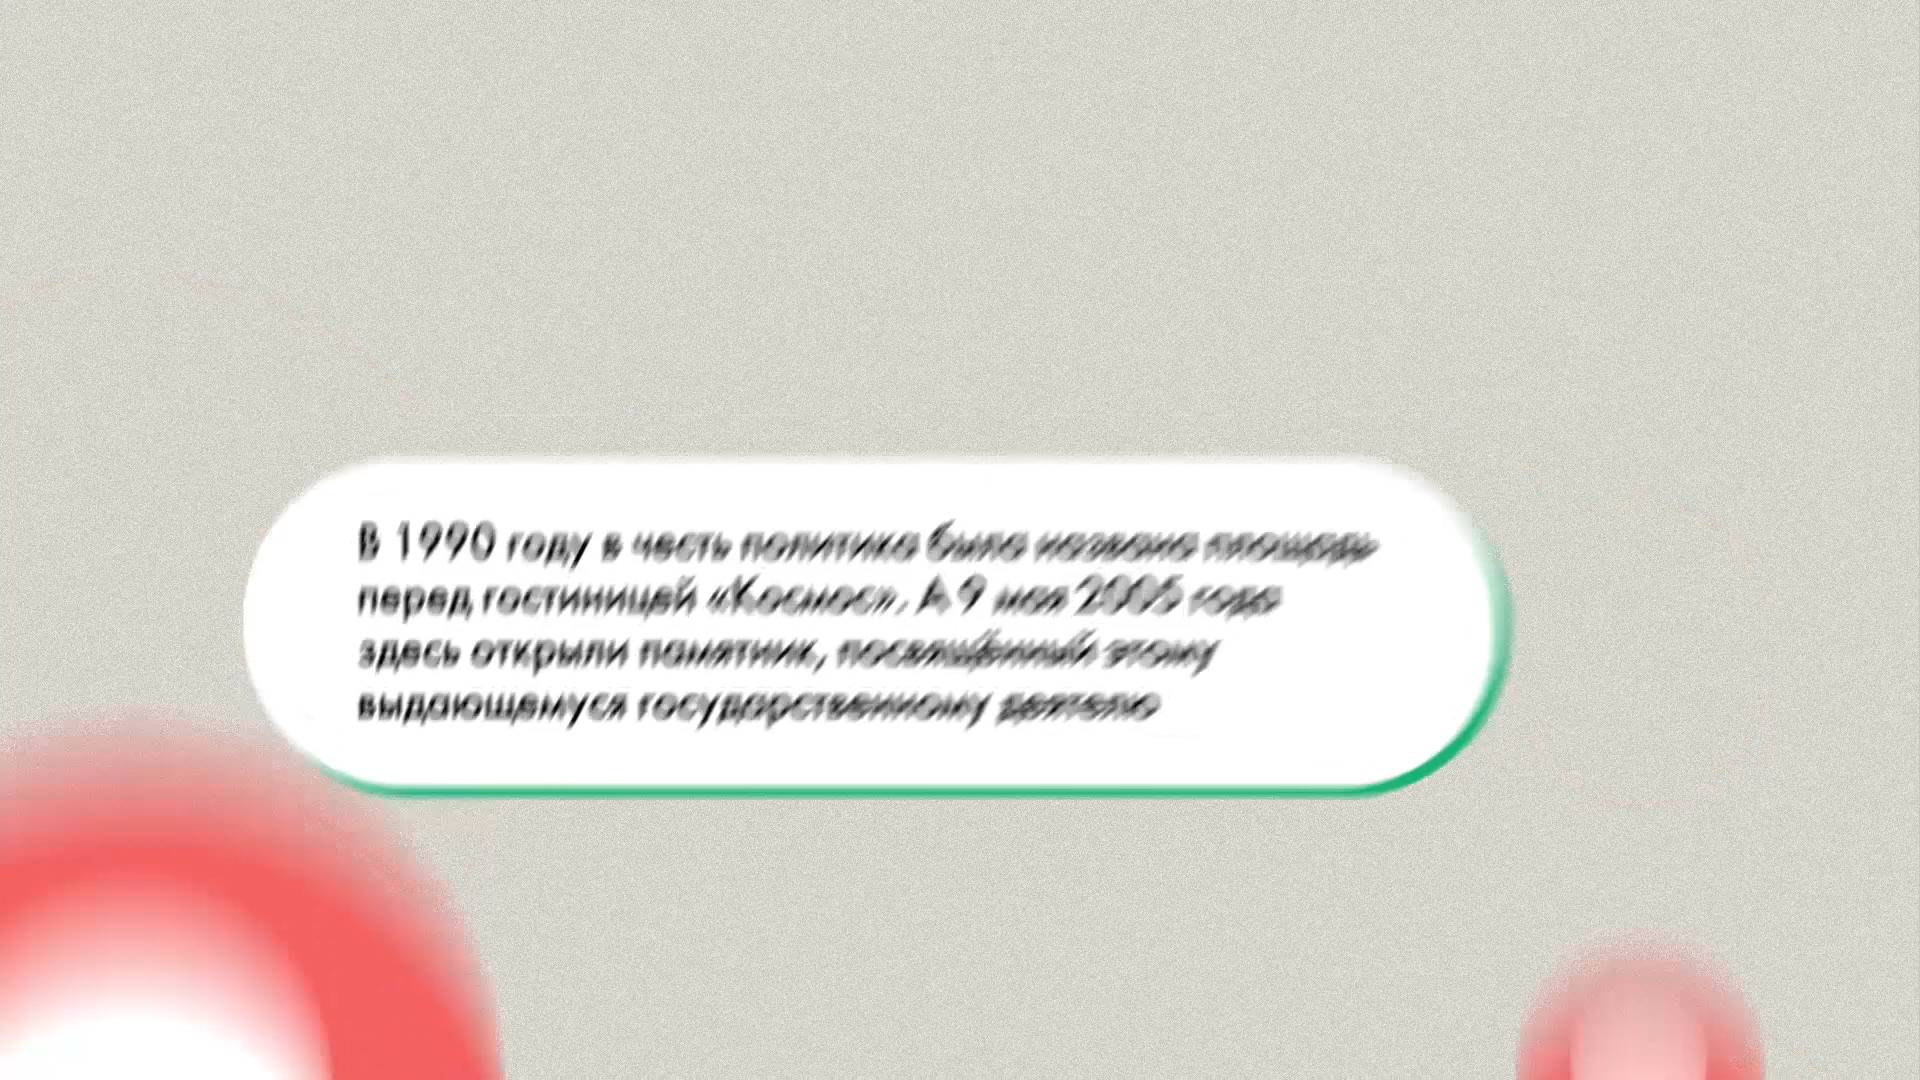 В 1990 году в честь политика была названа площадь
перед гостиницей «Космос». А 9 мая 2005 года
здесь открыли памятник, посвящённый этому
выдающемуся государственному деятелю